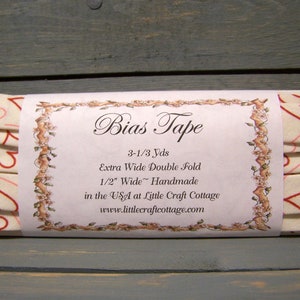 Bias Tape
3-1/3 Yds
Extra Wide Double Fold
1/2" Wide~ Handmade
in the USA at Little Craft Cottage
www.littlecraftcottage.com